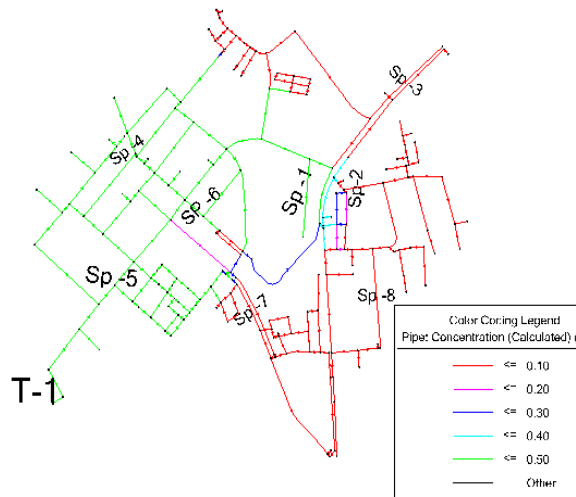 Sp -3
Sp -4
Sp -1
Sp -2
SP -6
Sp -5
Sp -7
Sp -8
T-1
Color Coding Legend
Pipe: Concentration (Calculated) (
<= 0.10
<= 0.20
<= 0.30
<= 0.40
<= 0.50
Other